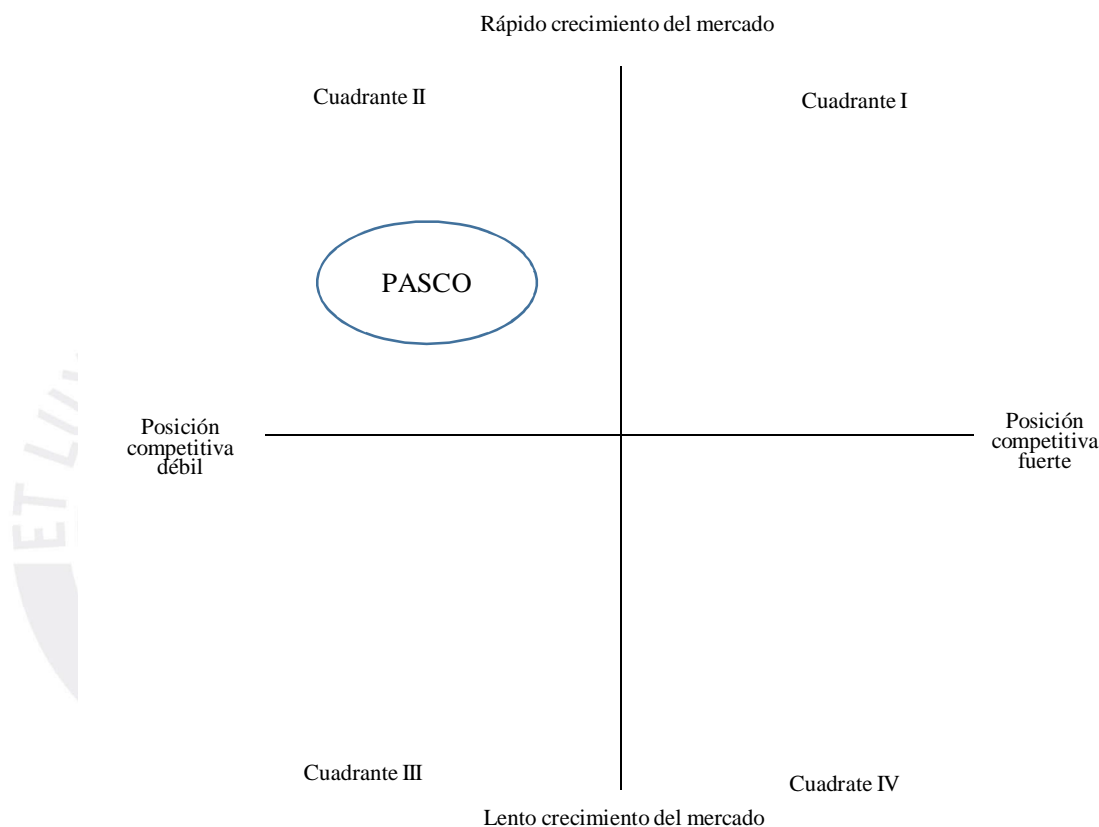 Rápido crecimiento del mercado
Cuadrante II
Cuadrante I
PASCO
Posición
competitiva
débil
Posición
competitiva
fuerte
ET
Cuadrante III
Cuadrate IV
Lento crecimiento del mercado